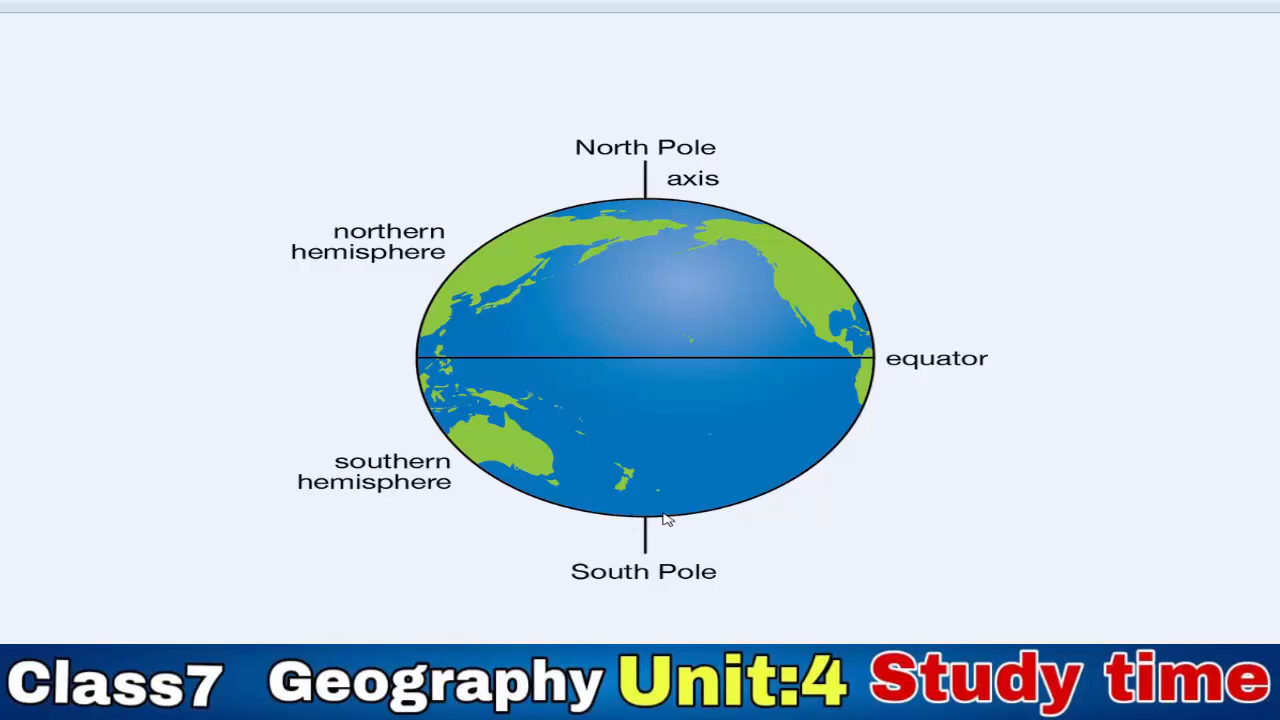 North Pole
axis
northern
hemisphere
equator
southern
hemisphere
South Pole
Class7 Geography Unit:4 Study time